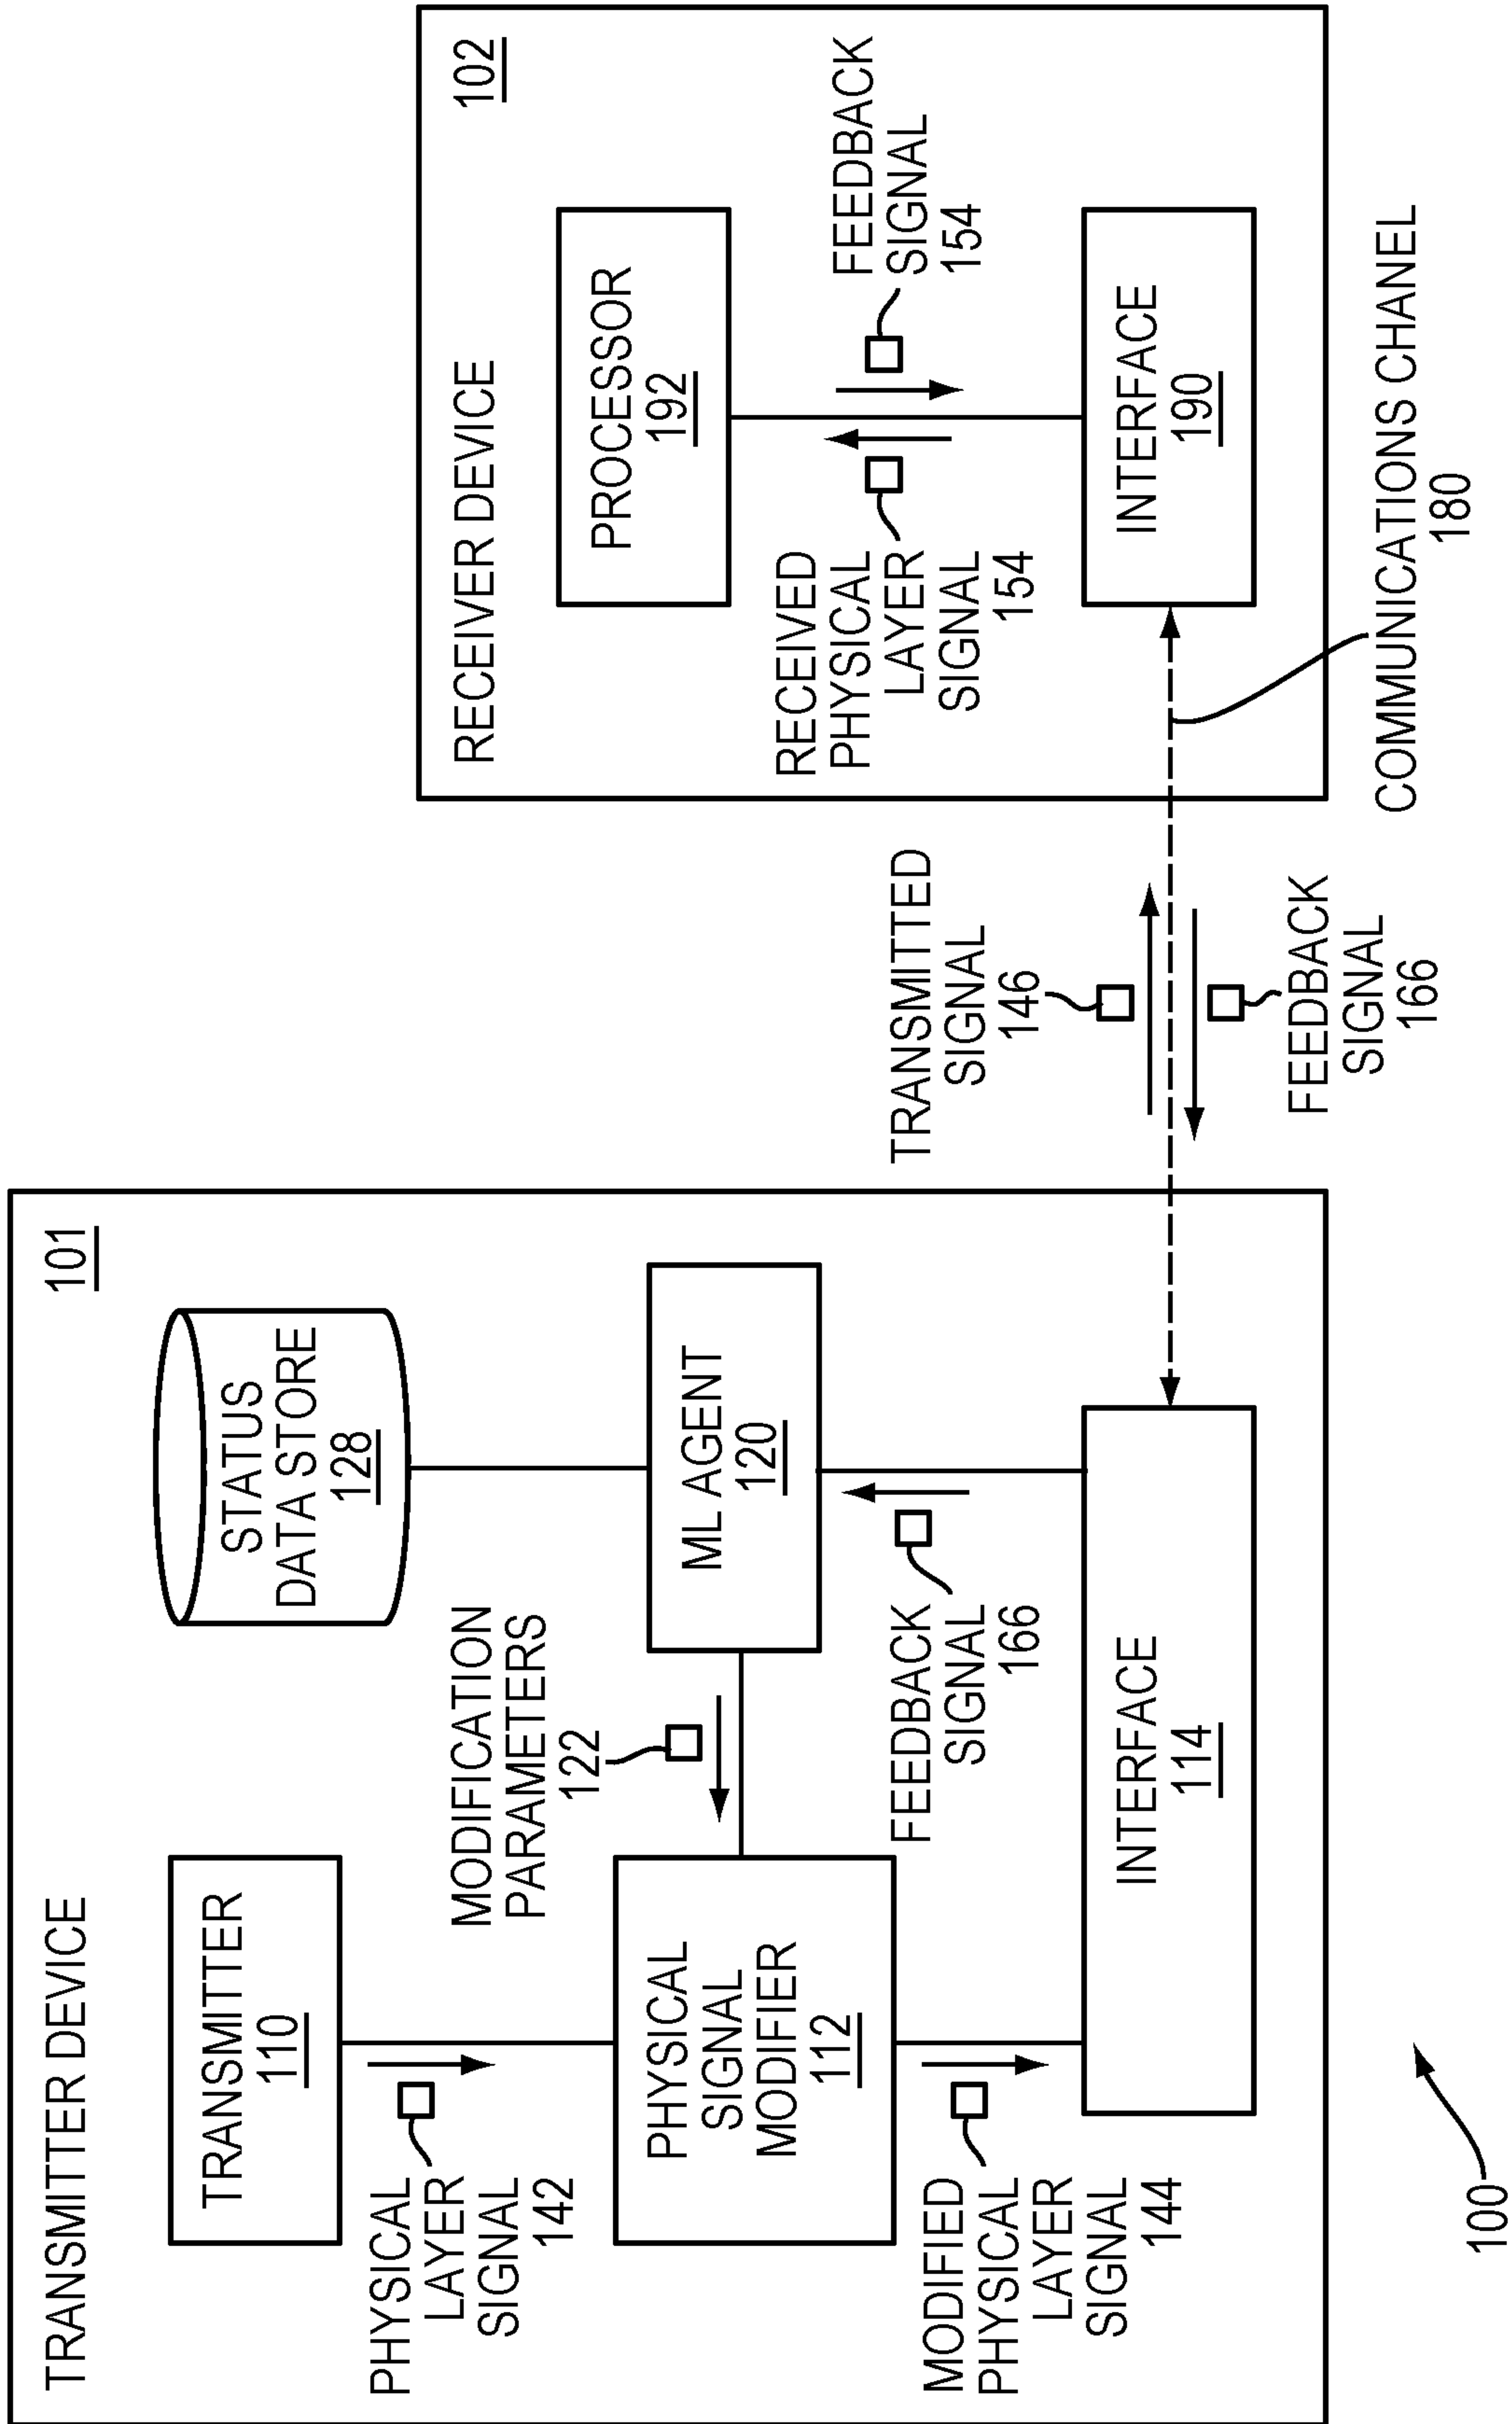 TRANSMITTER DEVICE
101
TRANSMITTER
110
STATUS
DATA STORE
128
PHYSICAL
LAYER
SIGNAL
142
MODIFICATION
PARAMETERS
122
PHYSICAL
SIGNAL
MODIFIER
112
ML AGENT
120
MODIFIED
PHYSICAL
LAYER
SIGNAL
144
FEEDBACK
SIGNAL
166
INTERFACE
114
TRANSMITTED
SIGNAL
146
FEEDBACK
SIGNAL
166
RECEIVER DEVICE
102
PROCESSOR
192
RECEIVED
PHYSICAL
LAYER
SIGNAL
154
FEEDBACK
SIGNAL
154
INTERFACE
190
COMMUNICATIONS CHANNEL
180
100